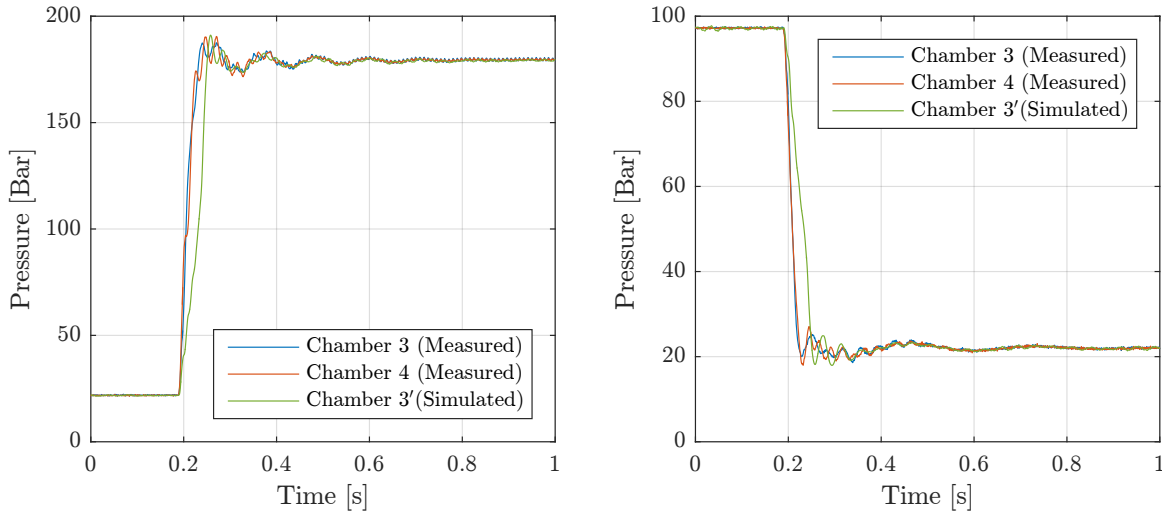 200
150
100
50
0
Pressure [Bar]
Chamber 3 (Measured)
Chamber 4 (Measured)
Chamber 3′(Simulated)
0 0.2 0.4 0.6 0.8 1
Time [s]
100
80
60
40
20
0
Pressure [Bar]
Chamber 3 (Measured)
Chamber 4 (Measured)
Chamber 3′(Simulated)
0 0.2 0.4 0.6 0.8 1
Time [s]